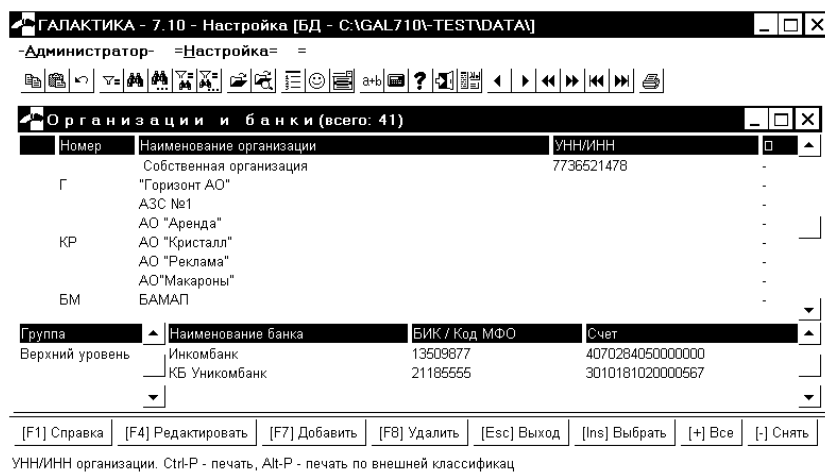 ГАЛАКТИКА - 7.10 - Настройка [БД - C:\GAL710\-TEST\DATA\]
-Администратор- =Настройка= =
a+b ?
Организации и банки (всего: 41)
Номер Наименование организации УНН/ИНН
Собственная организация 7736521478 -
Г "Горизонт АО" -
АЗС №1 -
АО "Аренда" -
КР АО "Кристалл" -
АО "Реклама" -
АО"Макароны" -
БМ БАМАП -
Группа Наименование банка БИК / Код МФО Счет
Верхний уровень Инкомбанк 13509877 4070284050000000
КБ Уникомбанк 21185555 3010181020000567
[F1] Справка [F4] Редактировать [F7] Добавить [F8] Удалить [Esc] Выход [Ins] Выбрать [+] Все [-] Снять
УНН/ИНН организации. Ctrl-P - печать, Alt-P - печать по внешней классификац